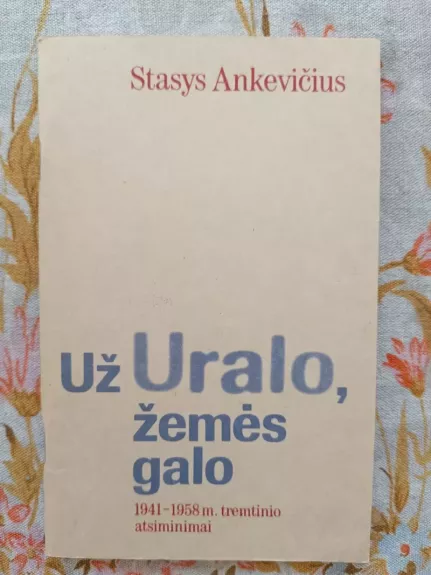 Stasys Ankevičius
Už Uralo,
žemės
galo
1941–1958 m. tremtinio
atsiminimai